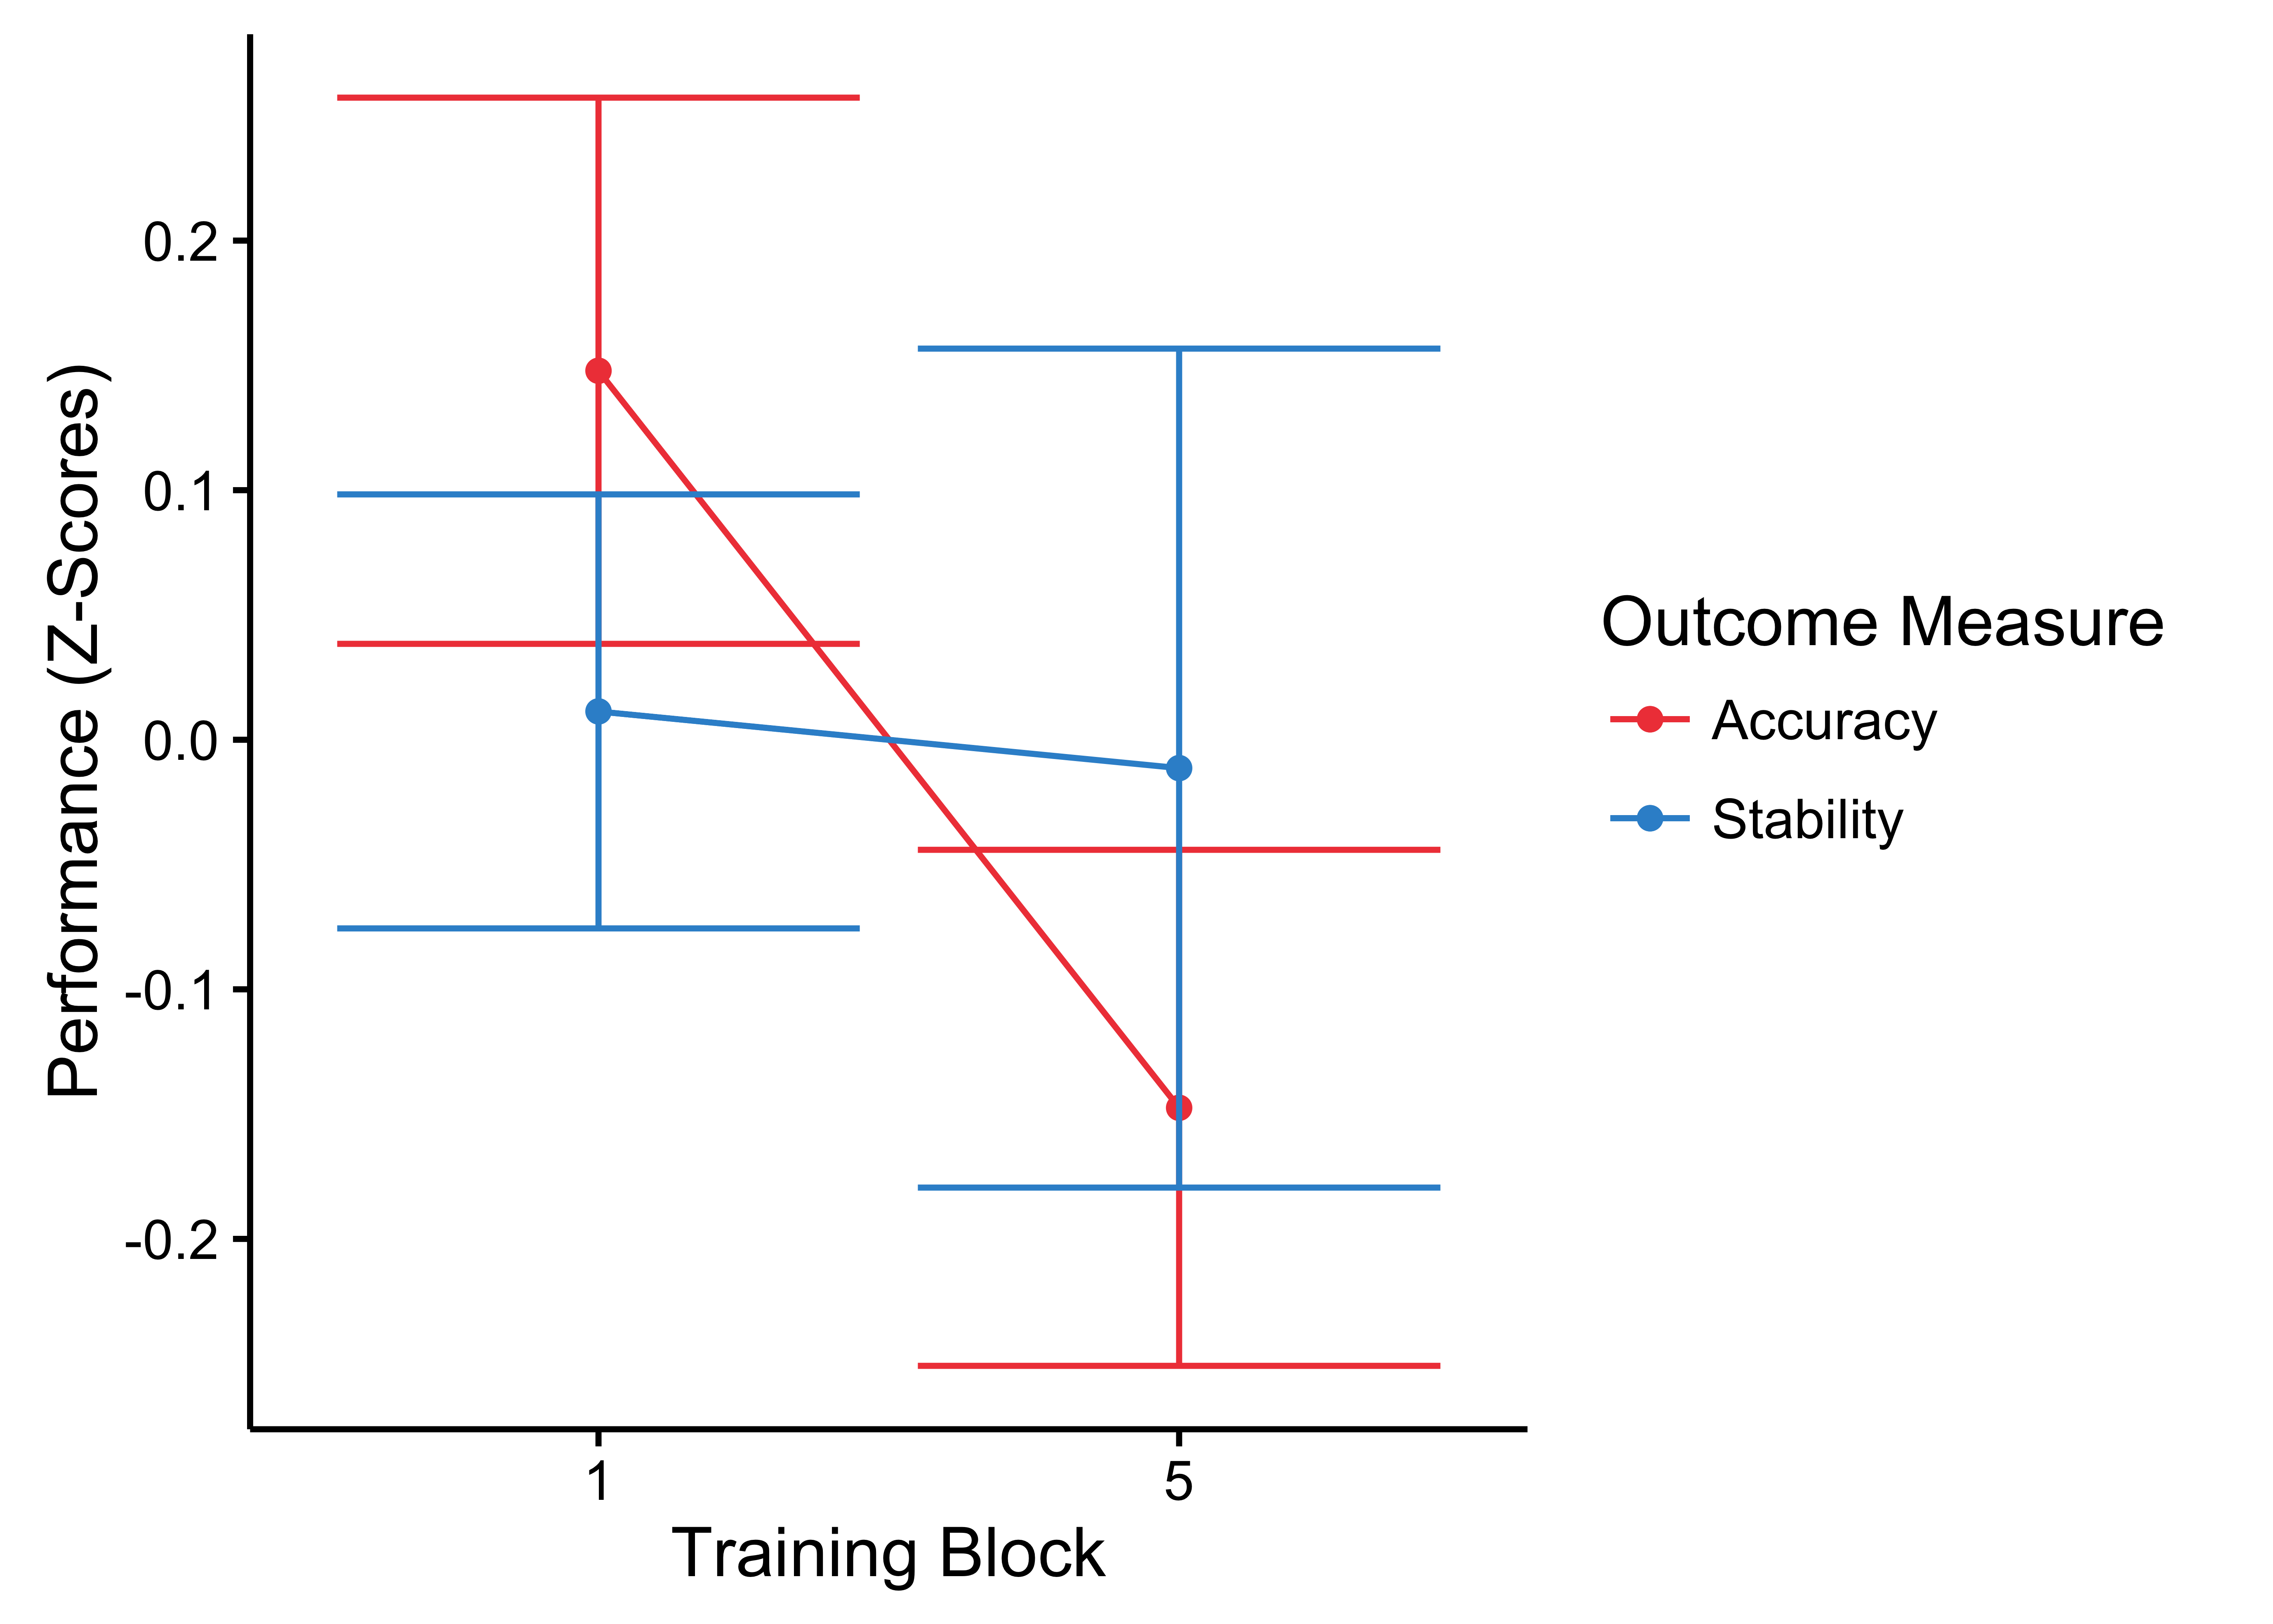 Performance (Z-Scores)
0.2
0.1
0.0
-0.1
-0.2
1
5
Training Block
Outcome Measure
Accuracy
Stability